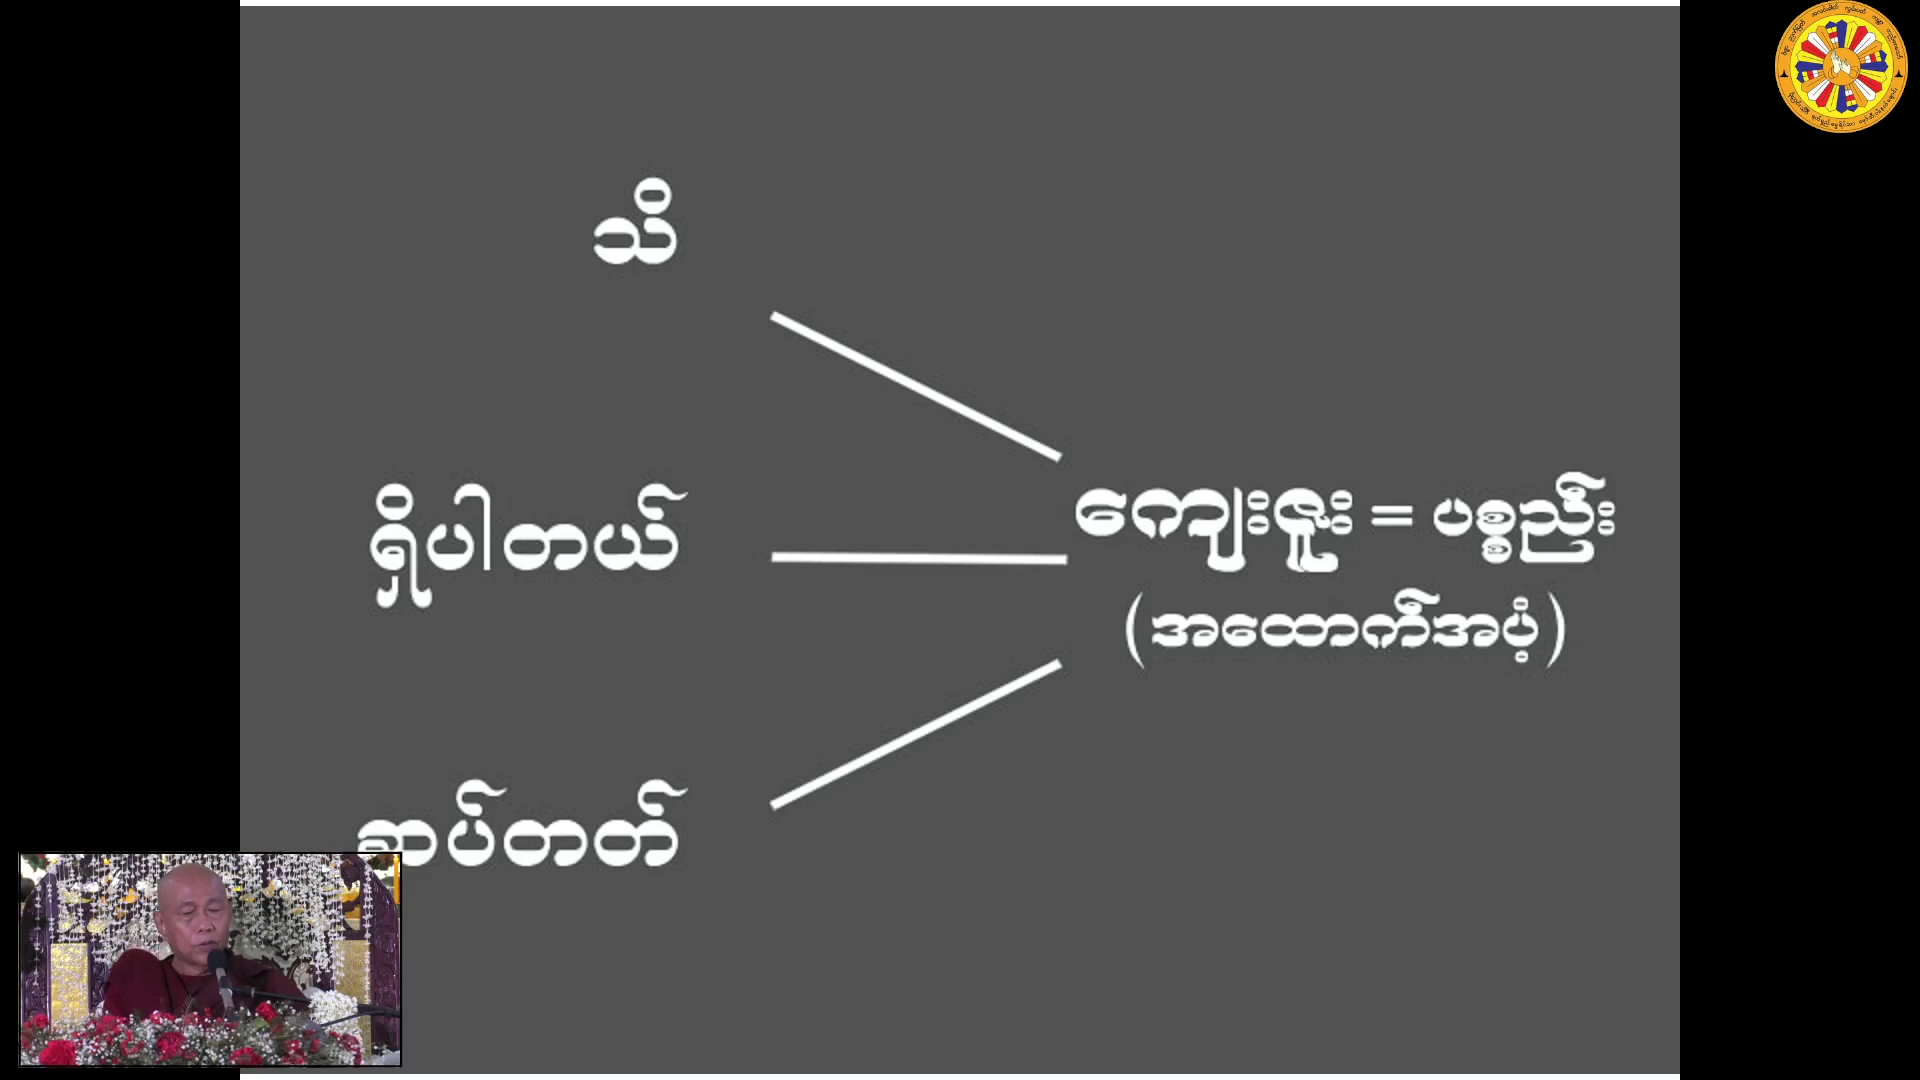 သိ
ရှိပါတယ်
ဆပ်တတ်
ကျေးဇူး = ပစ္စည်း
(အထောက်အပံ့)